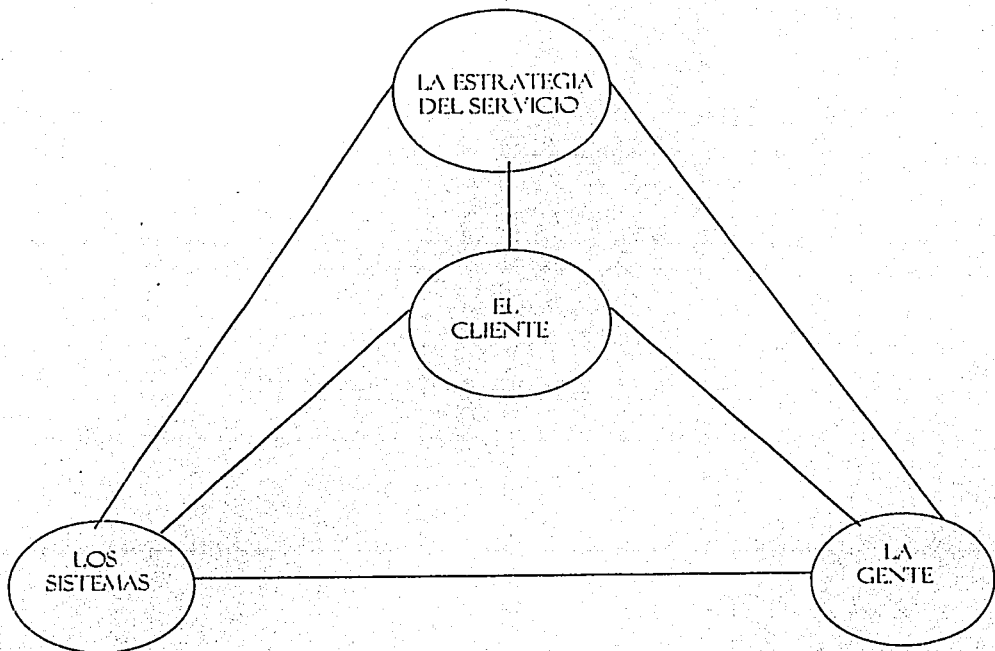 LA ESTRATEGIA
DEL SERVICIO
EL
CLIENTE
LOS
SISTEMAS
LA
GENTE